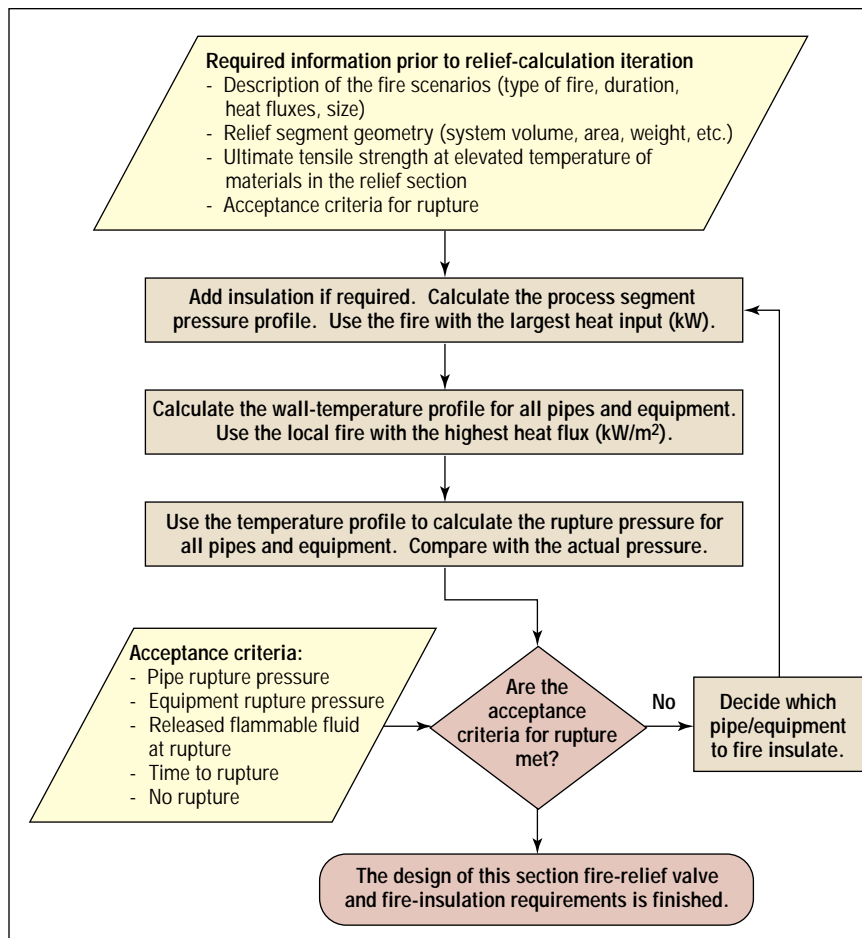 Required information prior to relief-calculation iteration
- Description of the fire scenarios (type of fire, duration,
heat fluxes, size)
- Relief segment geometry (system volume, area, weight, etc.)
- Ultimate tensile strength at elevated temperature of
materials in the relief section
- Acceptance criteria for rupture
Add insulation if required. Calculate the process segment
pressure profile. Use the fire with the largest heat input (kW).
Calculate the wall-temperature profile for all pipes and equipment.
Use the local fire with the highest heat flux (kW/m²).
Use the temperature profile to calculate the rupture pressure for
all pipes and equipment. Compare with the actual pressure.
Acceptance criteria:
- Pipe rupture pressure
- Equipment rupture pressure
- Released flammable fluid
at rupture
- Time to rupture
- No rupture
Are the
acceptance
criteria for rupture
met?
No
Decide which
pipe/equipment
to fire insulate.
The design of this section fire-relief valve
and fire-insulation requirements is finished.